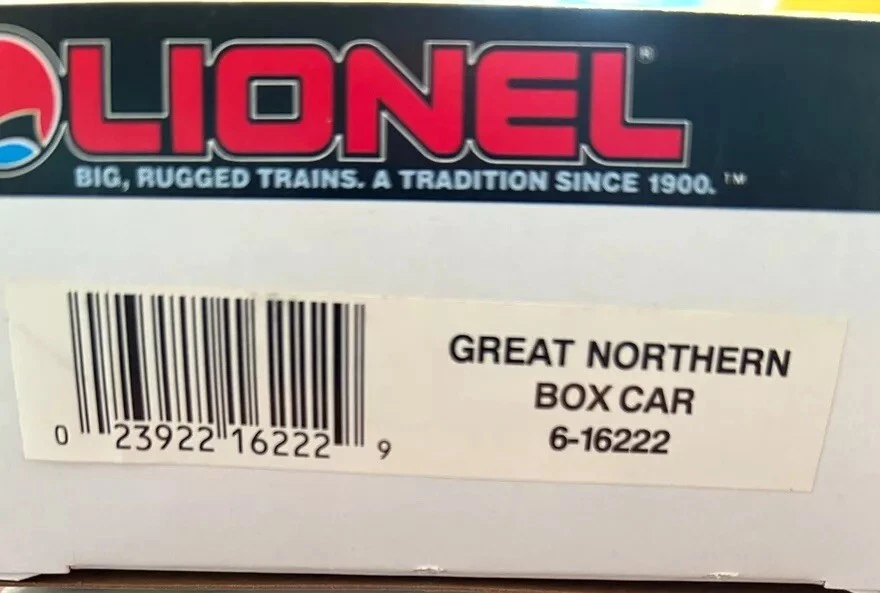 LIONEL®
BIG, RUGGED TRAINS. A TRADITION SINCE 1900.™
GREAT NORTHERN
BOX CAR
6-16222
0 23922 16222 9